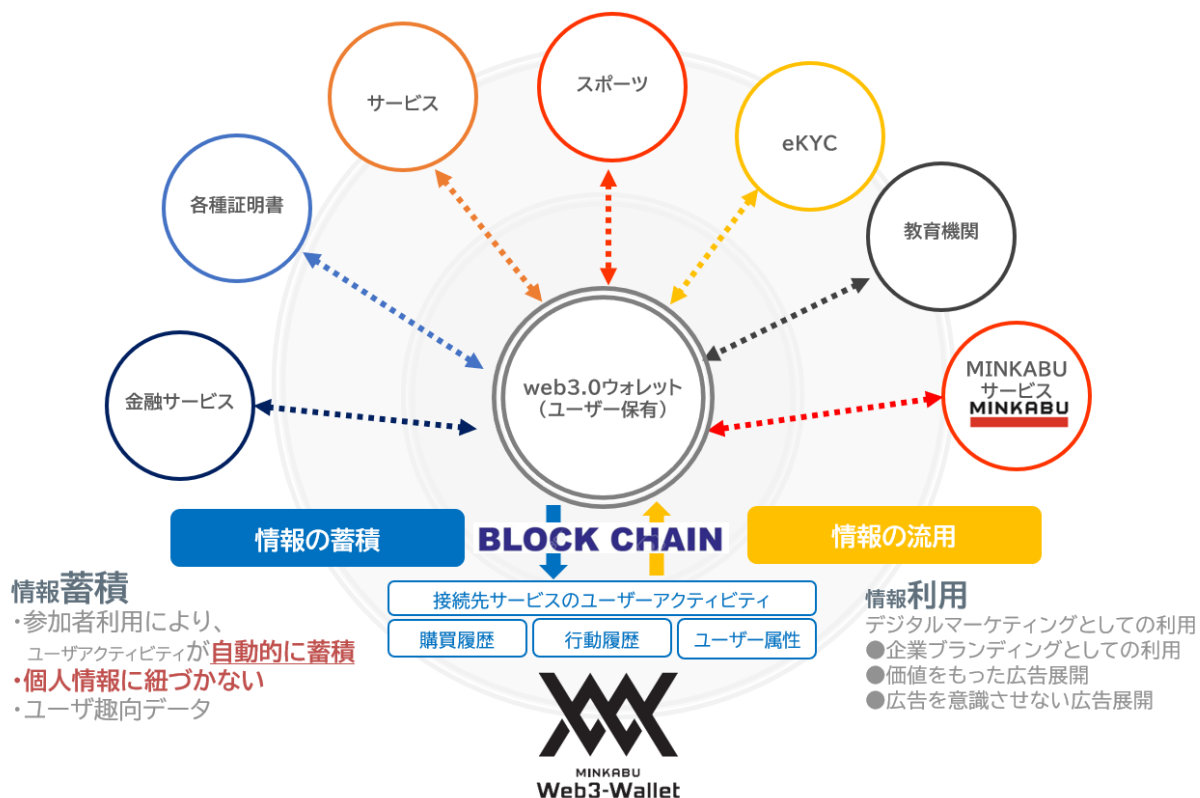 スポーツ
サービス
eKYC
各種証明書
教育機関
金融サービス
web3.0ウォレット
（ユーザー保有）
MINKABU
サービス
MINKABU
情報の蓄積
BLOCK CHAIN
情報の流用
情報蓄積
・参加者利用により、
ユーザアクティビティが自動的に蓄積
・個人情報に紐づかない
・ユーザ趣向データ
接続先サービスのユーザーアクティビティ
購買履歴
行動履歴
ユーザー属性
情報利用
デジタルマーケティングとしての利用
●企業ブランディングとしての利用
●価値をもった広告展開
●広告を意識させない広告展開
MINKABU
Web3-Wallet